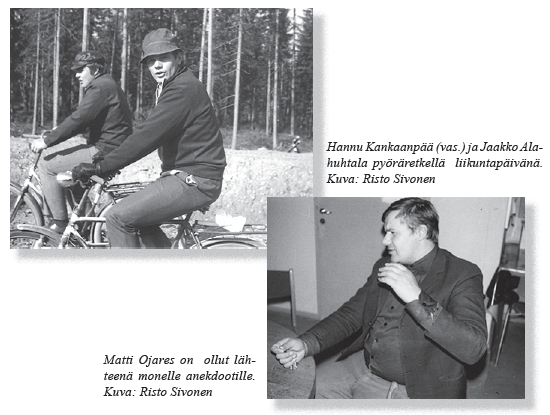 Hannu Kankaanpää (vas.) ja Jaakko Ala-
huhtala pyöräretkellä liikuntapäivänä.
Kuva: Risto Sivonen
Matti Ojares on ollut läh-
teenä monelle anekdootille.
Kuva: Risto Sivonen